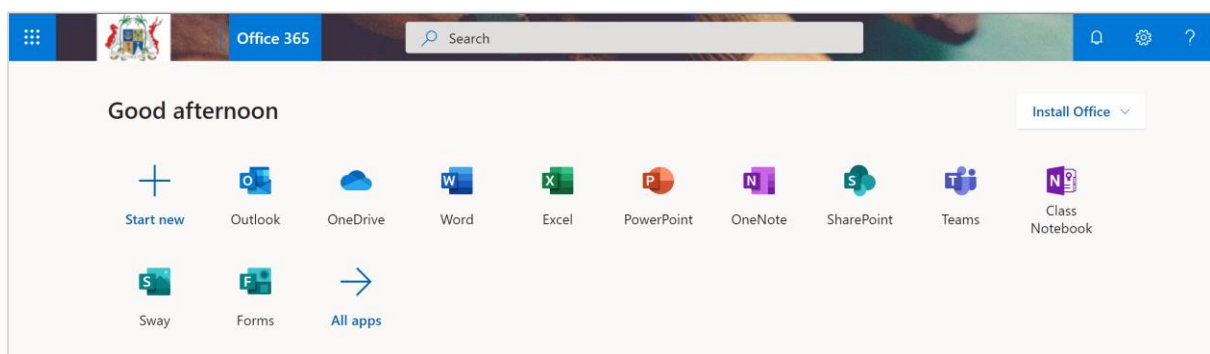 Office 365
Search
?
Good afternoon
Install Office
Start new
Outlook
OneDrive
Word
Excel
PowerPoint
OneNote
SharePoint
Teams
Class
Notebook
Sway
Forms
All apps